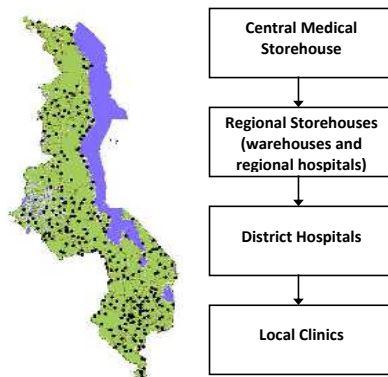 Central Medical
Storehouse
Regional Storehouses
(warehouses and
regional hospitals)
District Hospitals
Local Clinics